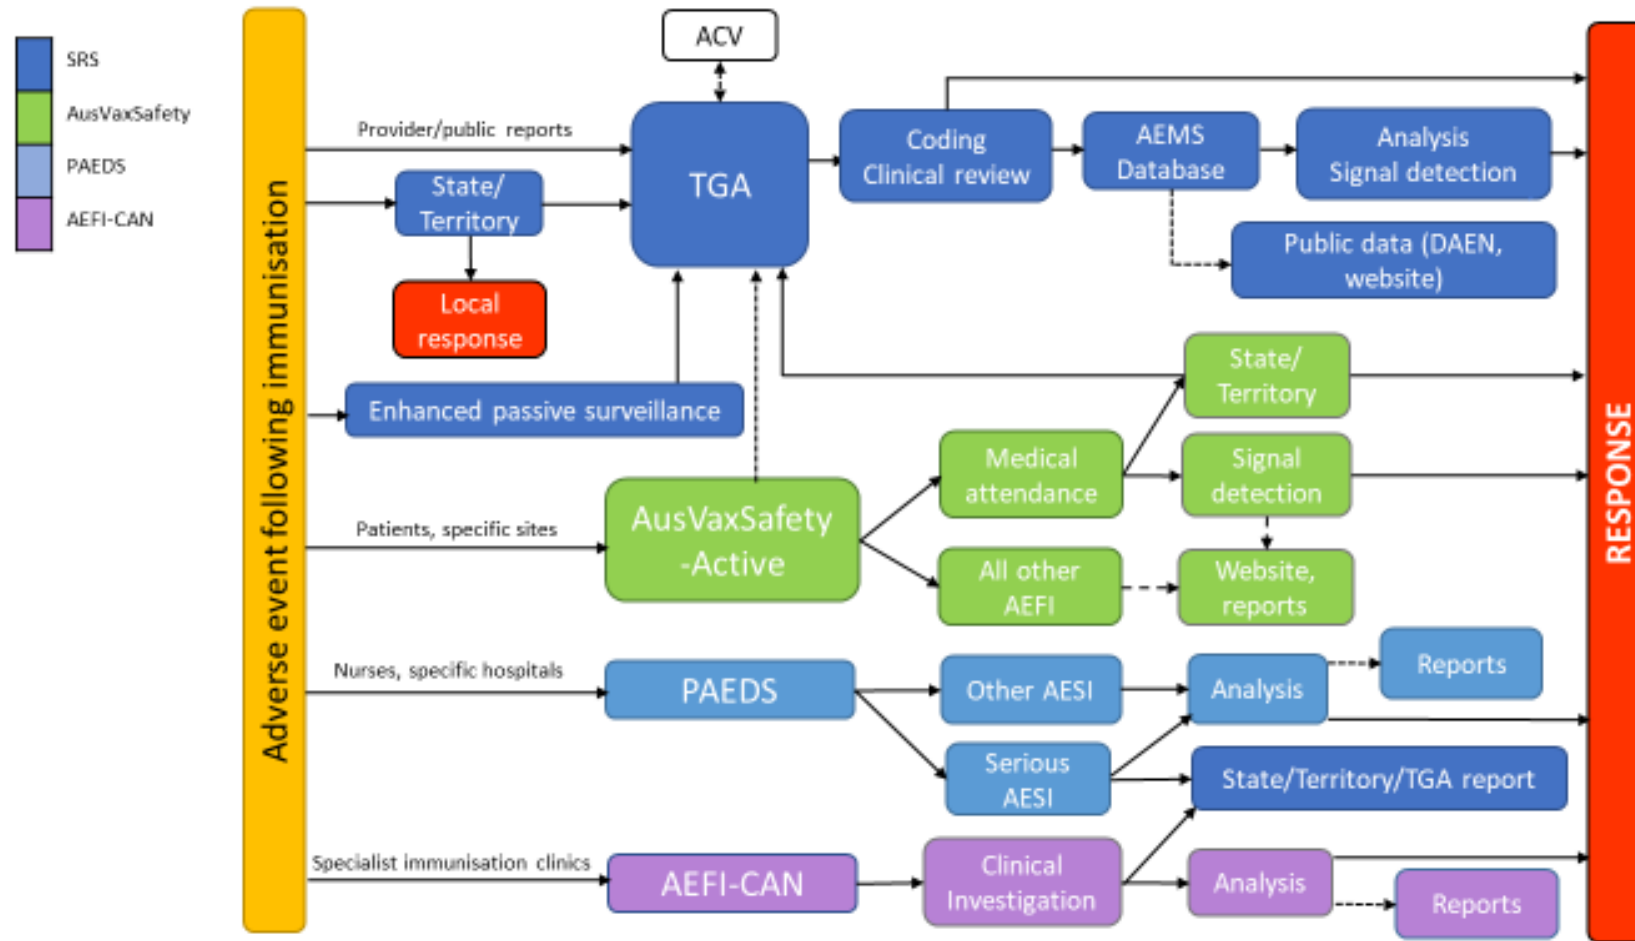 SRS
AusVaxSafety
PAEDS
AEFI-CAN
Adverse event following immunisation
ACV
Provider/public reports
TGA
State/
Territory
Local
response
Enhanced passive surveillance
Coding
Clinical review
AEMS
Database
Analysis
Signal detection
Public data (DAEN,
website)
Patients, specific sites
AusVaxSafety
-Active
Medical
attendance
All other
AEFI
State/
Territory
Signal
detection
Website,
reports
Nurses, specific hospitals
PAEDS
Other AESI
Serious
AESI
Analysis
Reports
State/Territory/TGA report
Specialist immunisation clinics
AEFI-CAN
Clinical
Investigation
Analysis
Reports
RESPONSE